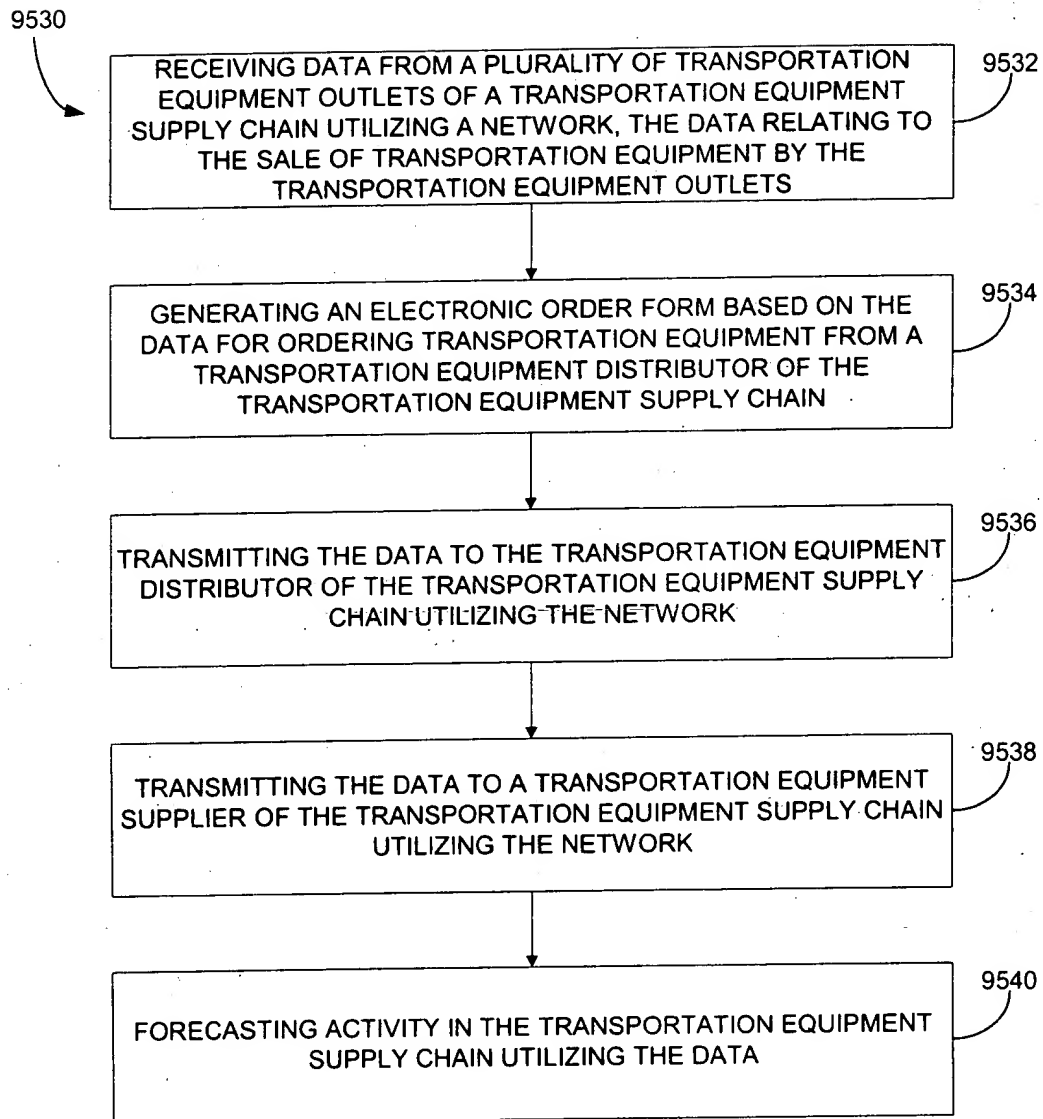 9530
RECEIVING DATA FROM A PLURALITY OF TRANSPORTATION
EQUIPMENT OUTLETS OF A TRANSPORTATION EQUIPMENT
SUPPLY CHAIN UTILIZING A NETWORK, THE DATA RELATING TO
THE SALE OF TRANSPORTATION EQUIPMENT BY THE
TRANSPORTATION EQUIPMENT OUTLETS
9532
GENERATING AN ELECTRONIC ORDER FORM BASED ON THE
DATA FOR ORDERING TRANSPORTATION EQUIPMENT FROM A
TRANSPORTATION EQUIPMENT DISTRIBUTOR OF THE
TRANSPORTATION EQUIPMENT SUPPLY CHAIN
9534
TRANSMITTING THE DATA TO THE TRANSPORTATION EQUIPMENT
DISTRIBUTOR OF THE TRANSPORTATION EQUIPMENT SUPPLY
CHAIN UTILIZING THE NETWORK
9536
TRANSMITTING THE DATA TO A TRANSPORTATION EQUIPMENT
SUPPLIER OF THE TRANSPORTATION EQUIPMENT SUPPLY CHAIN
UTILIZING THE NETWORK
9538
FORECASTING ACTIVITY IN THE TRANSPORTATION EQUIPMENT
SUPPLY CHAIN UTILIZING THE DATA
9540